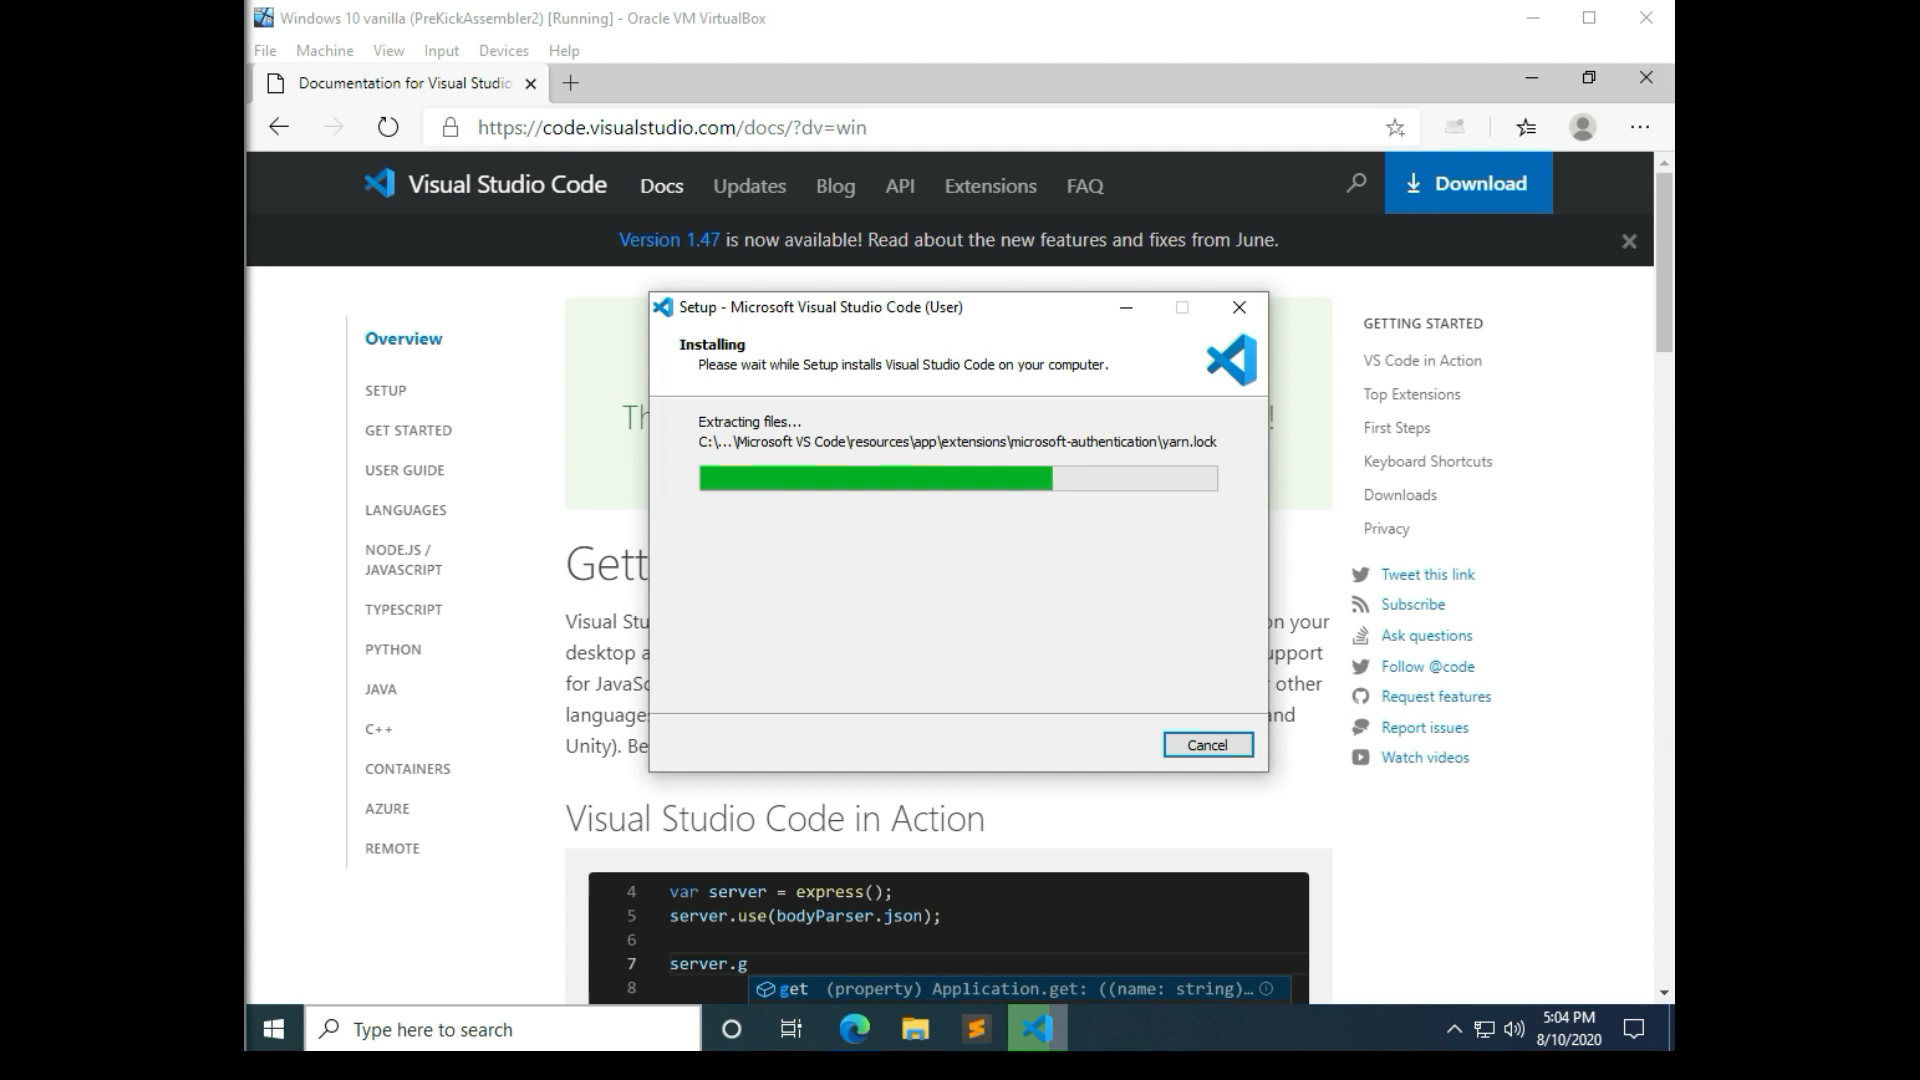 Windows 10 vanilla (PreKickAssembler2) [Running] - Oracle VM VirtualBox
File Machine View Input Devices Help
Documentation for Visual Studio
https://code.visualstudio.com/docs/?dv=win
Visual Studio Code Docs Updates Blog API Extensions FAQ Download
Version 1.47 is now available! Read about the new features and fixes from June.
Overview
SETUP
GET STARTED
USER GUIDE
LANGUAGES
NODE.JS /
JAVASCRIPT
TYPESCRIPT
PYTHON
JAVA
C++
CONTAINERS
AZURE
REMOTE
Th
!
Gett
Visual Stu
on your
desktop a
upport
for JavaSc
other
languages
and
Unity). Be
Setup - Microsoft Visual Studio Code (User)
Installing
Please wait while Setup installs Visual Studio Code on your computer.
Extracting files...
C:\...\Microsoft VS Code\resources\app\extensions\microsoft-authentication\yarn.lock
Cancel
Visual Studio Code in Action
4 var server = express();
5 server.use(bodyParser.json);
6
7 server.g
8 get (property) Application.get: ((name: string)…
GETTING STARTED
VS Code in Action
Top Extensions
First Steps
Keyboard Shortcuts
Downloads
Privacy
Tweet this link
Subscribe
Ask questions
Follow @code
Request features
Report issues
Watch videos
Type here to search
5:04 PM
8/10/2020